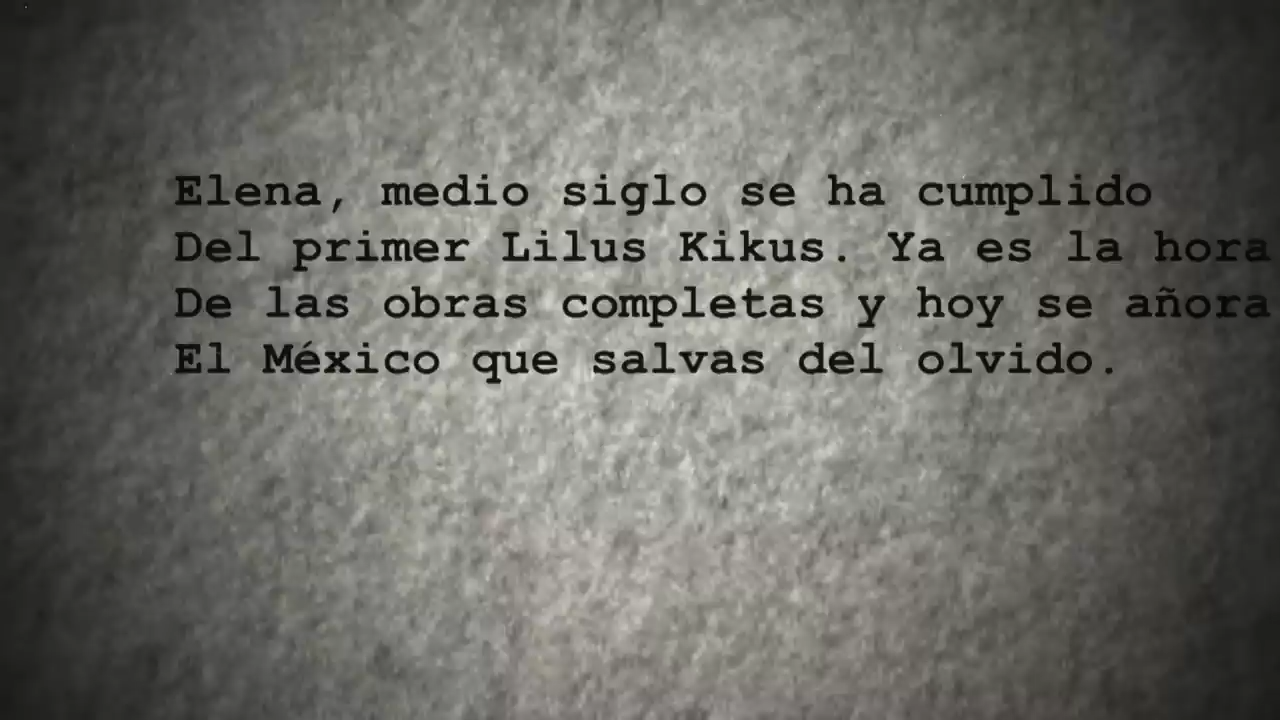 Elena, medio siglo se ha cumplido
Del primer Lilus Kikus. Ya es la hora
De las obras completas y hoy se añora
El México que salvas del olvido.